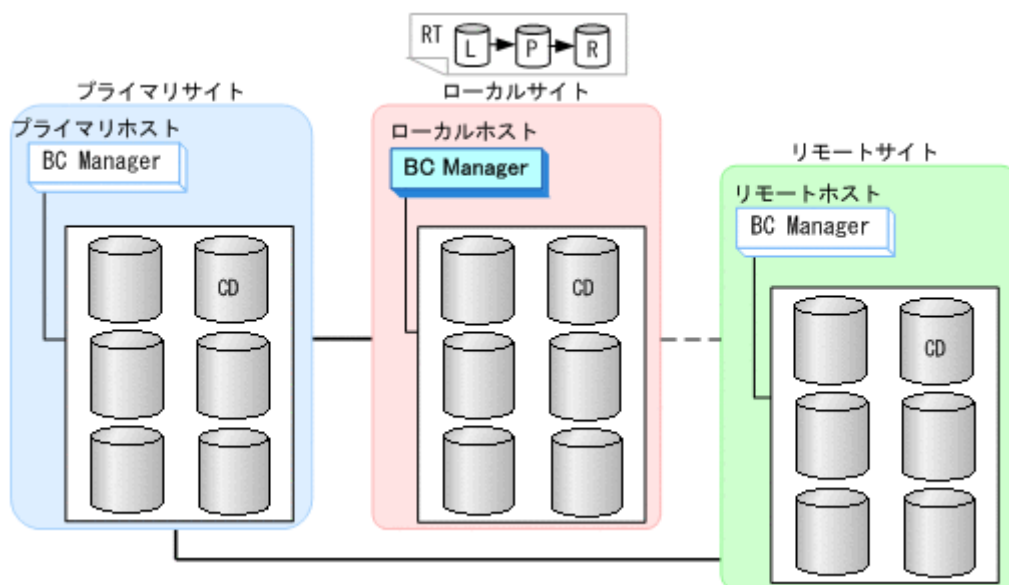 RT L P R
プライマリサイト
プライマリホスト
BC Manager
CD
ローカルサイト
ローカルホスト
BC Manager
CD
リモートサイト
リモートホスト
BC Manager
CD